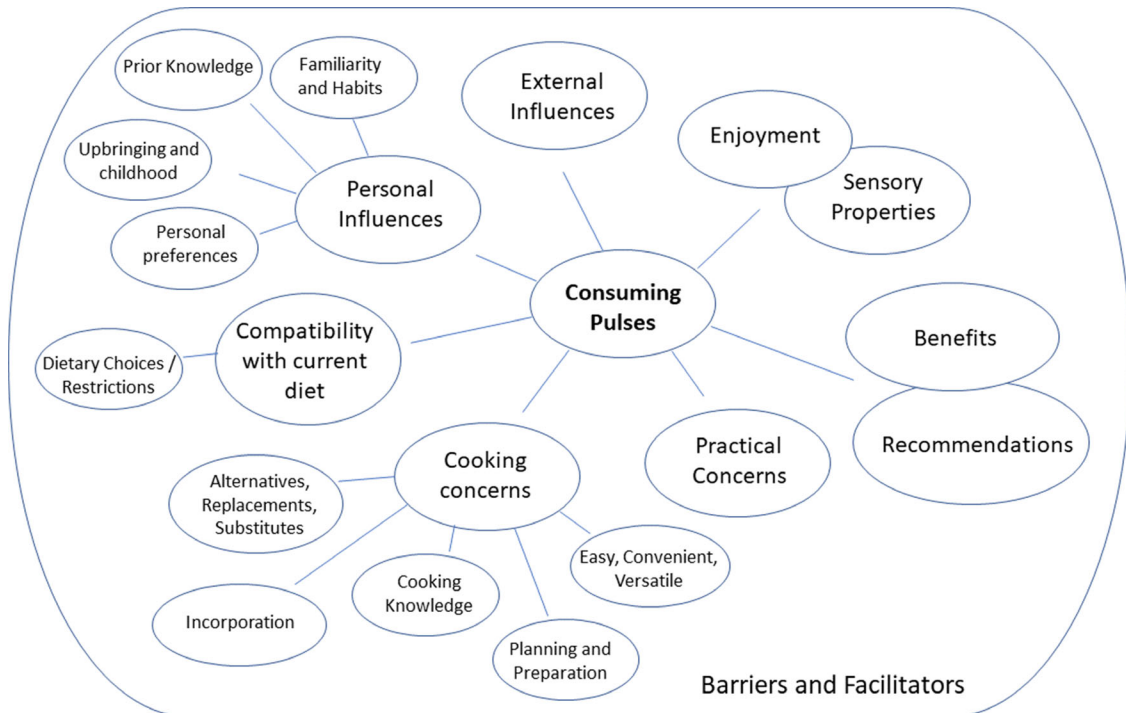 Prior Knowledge
Familiarity
and Habits
External
Influences
Enjoyment
Sensory
Properties
Upbringing and
childhood
Personal
Influences
Personal
preferences
Consuming
Pulses
Compatibility
with current
diet
Dietary Choices /
Restrictions
Benefits
Recommendations
Practical
Concerns
Cooking
concerns
Alternatives,
Replacements,
Substitutes
Incorporation
Cooking
Knowledge
Planning and
Preparation
Easy, Convenient,
Versatile
Barriers and Facilitators